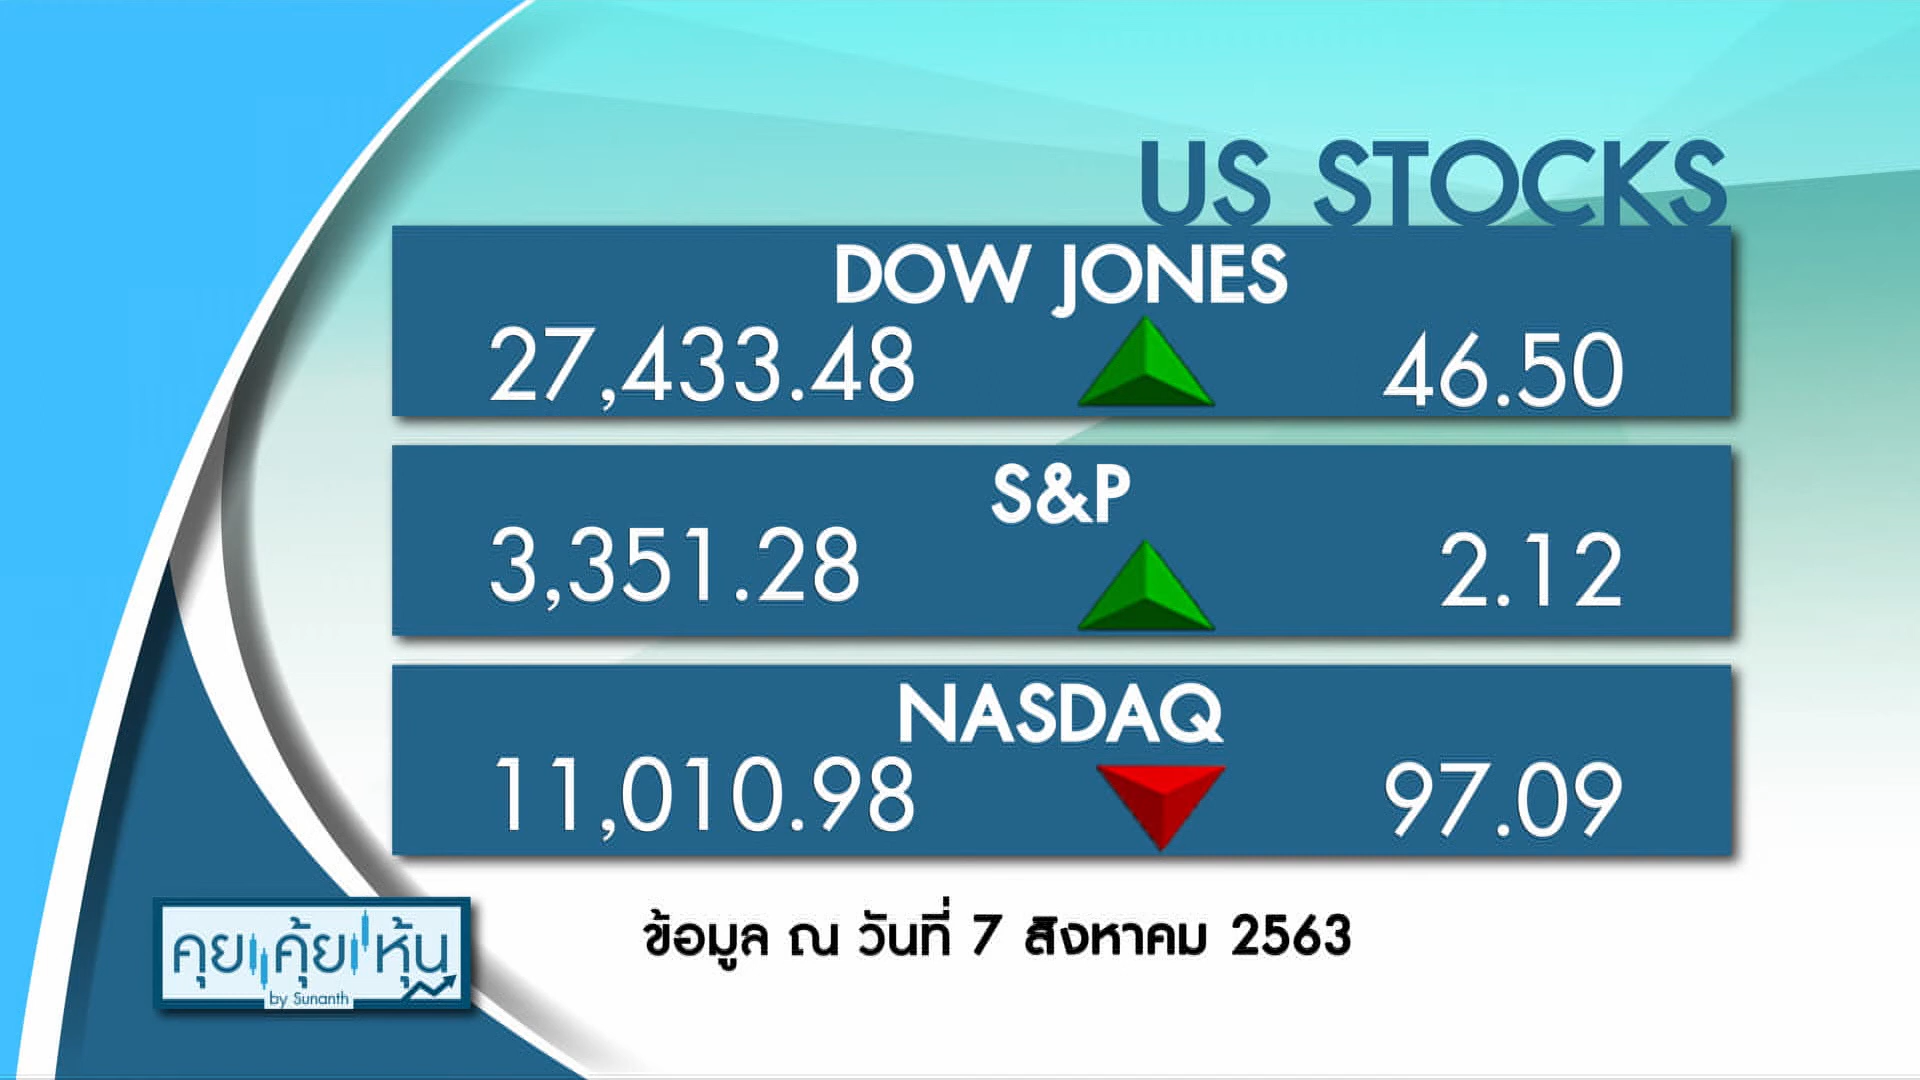 US STOCKS
DOW JONES
27,433.48 46.50
S&P
3,351.28 2.12
NASDAQ
11,010.98 97.09
ข้อมูล ณ วันที่ 7 สิงหาคม 2563
คุย คุ้ย หุ้น
by Sunanth